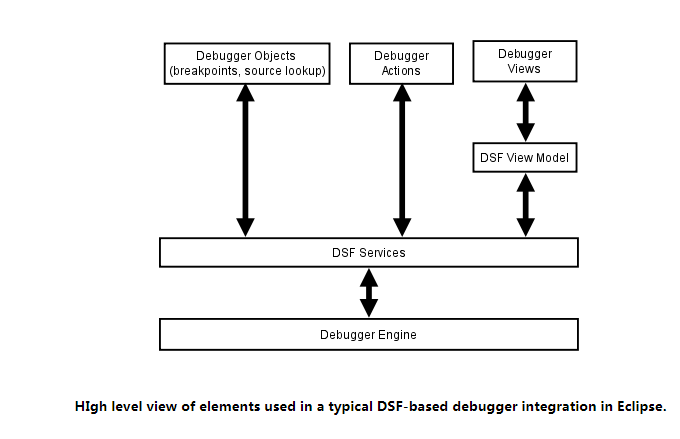 Debugger Objects
(breakpoints, source lookup)
Debugger
Actions
Debugger
Views
DSF View Model
DSF Services
Debugger Engine
HIgh level view of elements used in a typical DSF-based debugger integration in Eclipse.